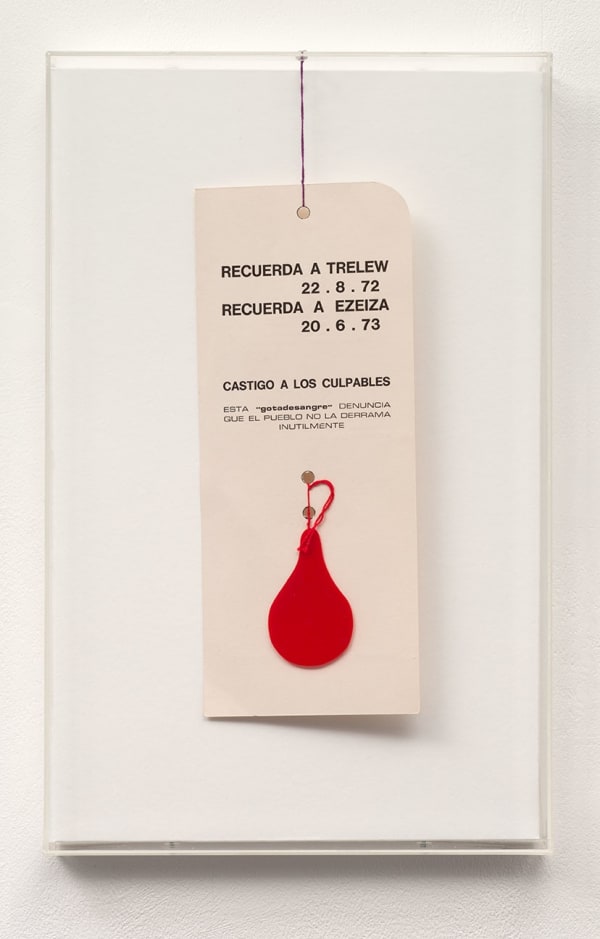 RECUERDA A TRELEW
22 . 8 . 72
RECUERDA A EZEIZA
20 . 6 . 73
CASTIGO A LOS CULPABLES
ESTA "gotadesangre" DENUNCIA
QUE EL PUEBLO NO LA DERRAMA
INUTILMENTE